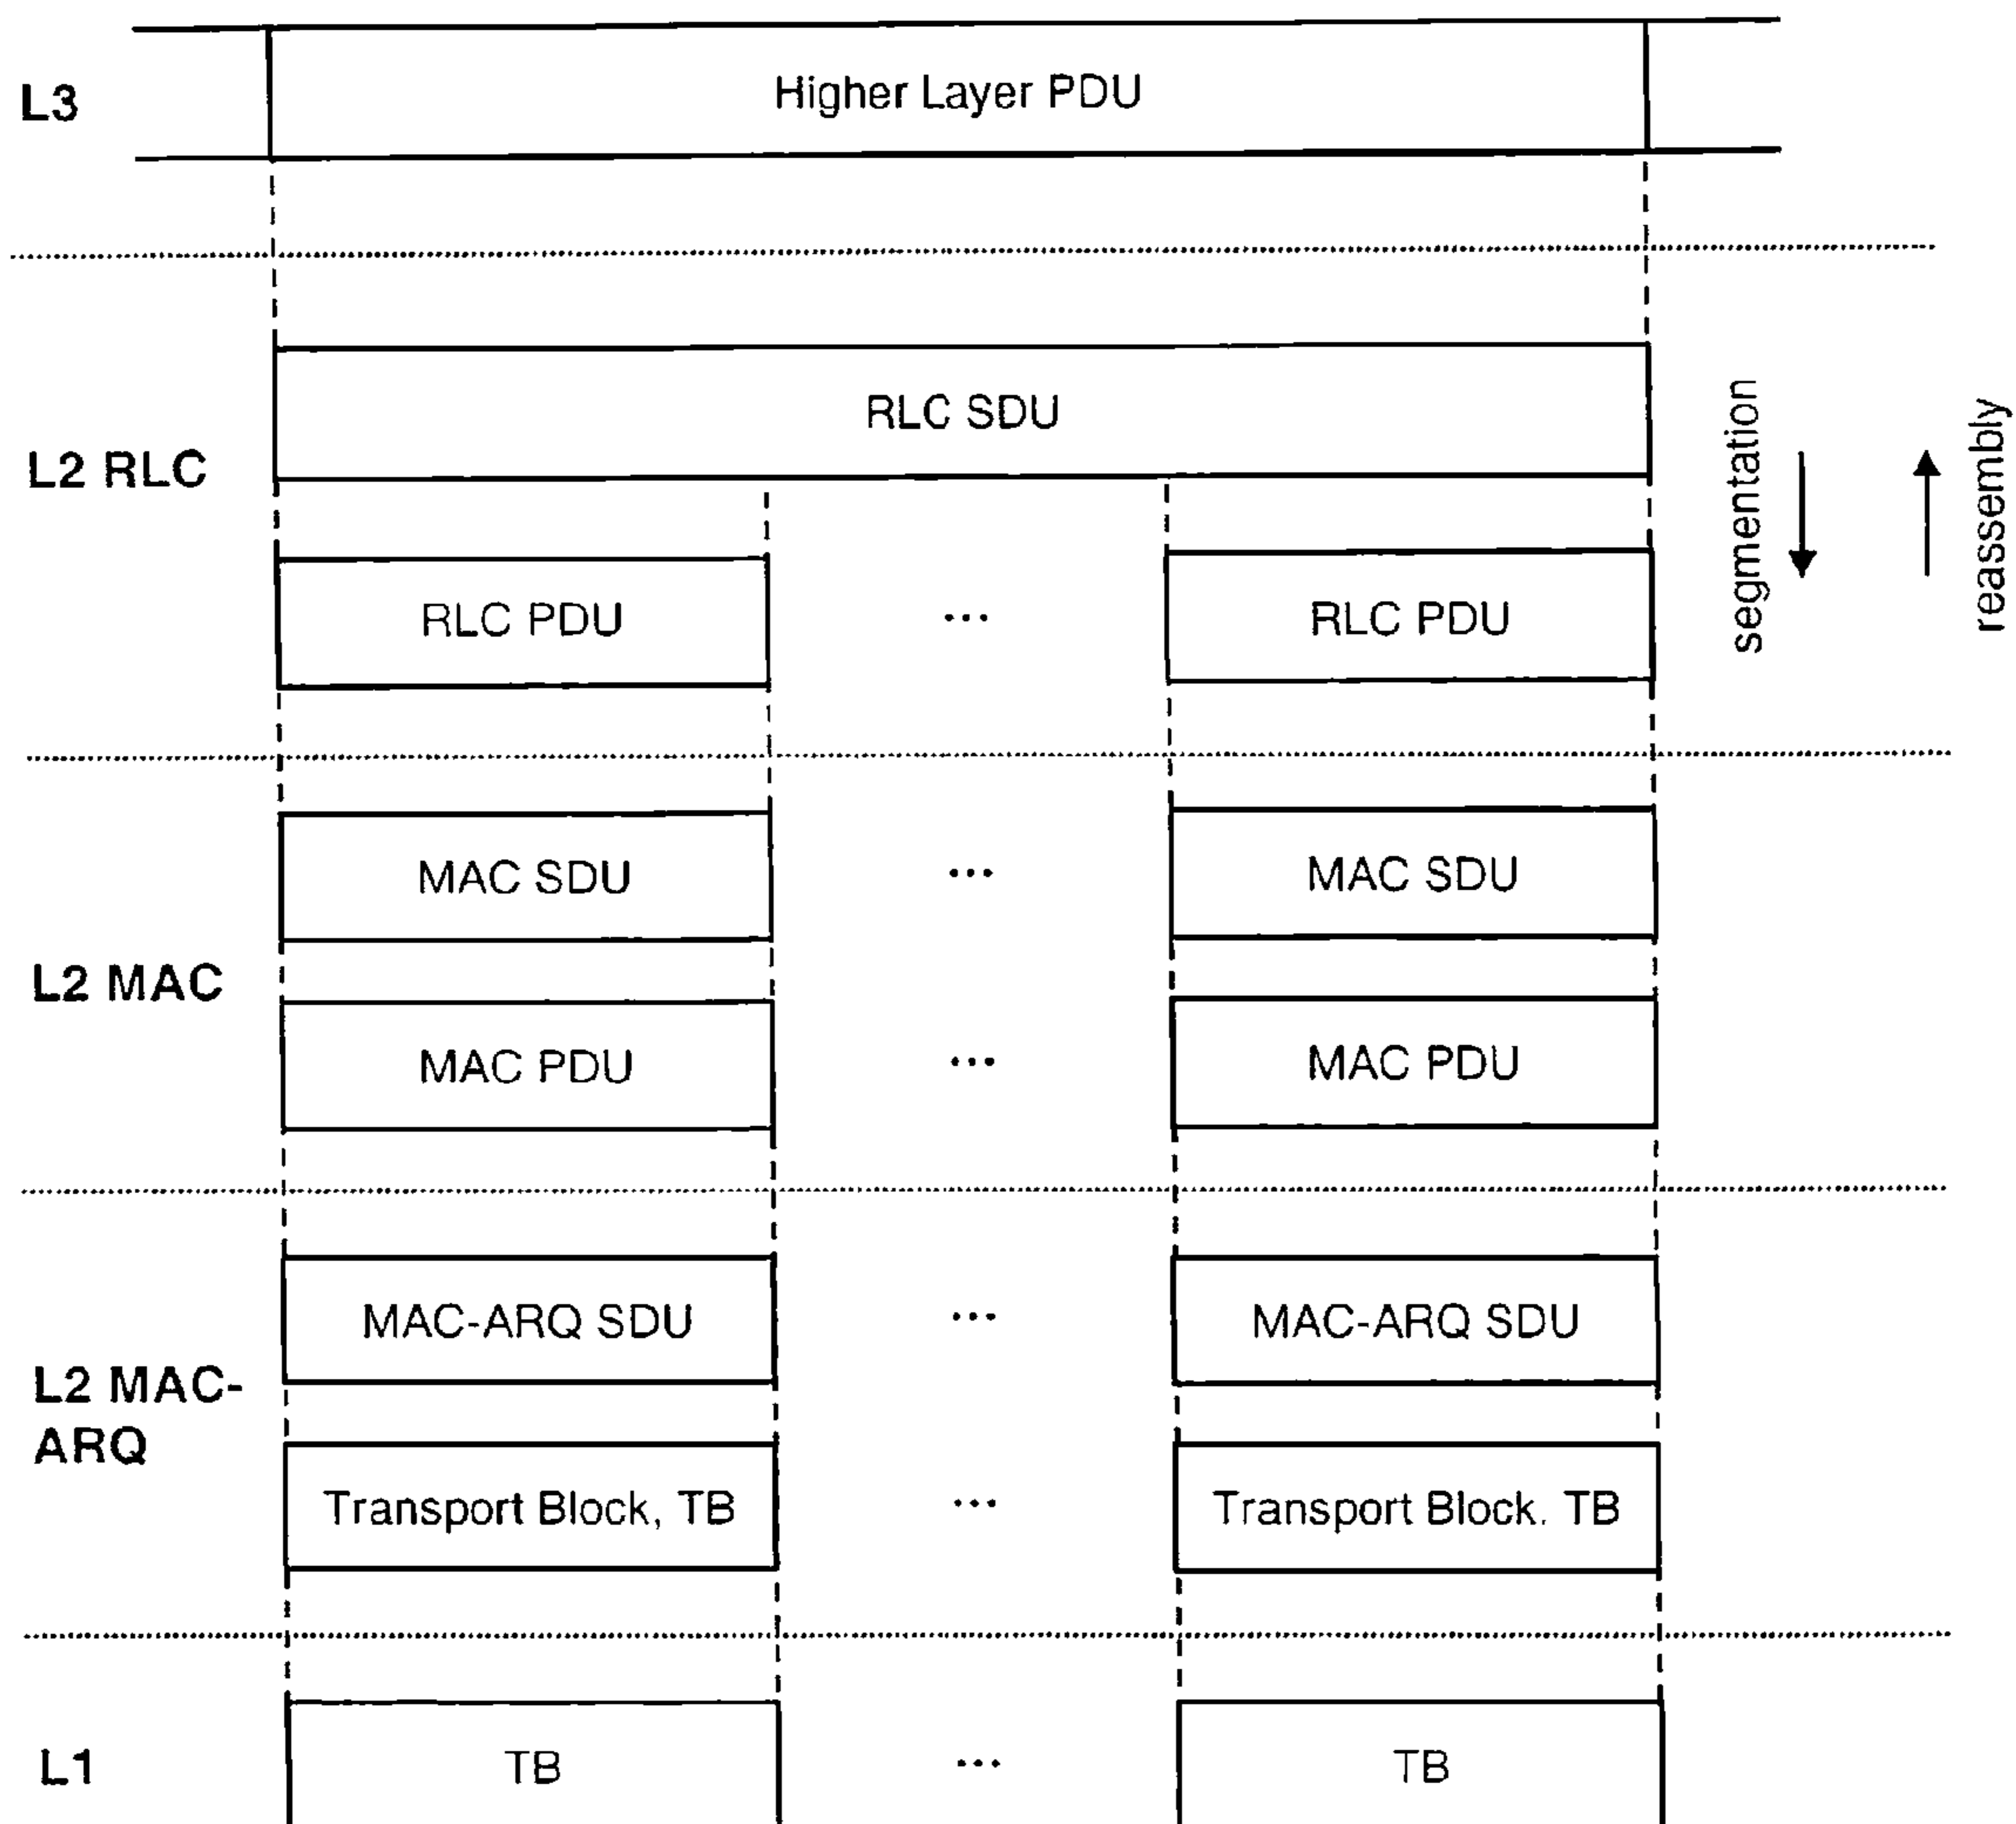 L3
Higher Layer PDU
L2 RLC
RLC SDU
segmentation
reassembly
RLC PDU
...
RLC PDU
L2 MAC
MAC SDU
...
MAC SDU
MAC PDU
...
MAC PDU
L2 MAC-
ARQ
MAC-ARQ SDU
...
MAC-ARQ SDU
Transport Block, TB
...
Transport Block. TB
L1
TB
...
TB